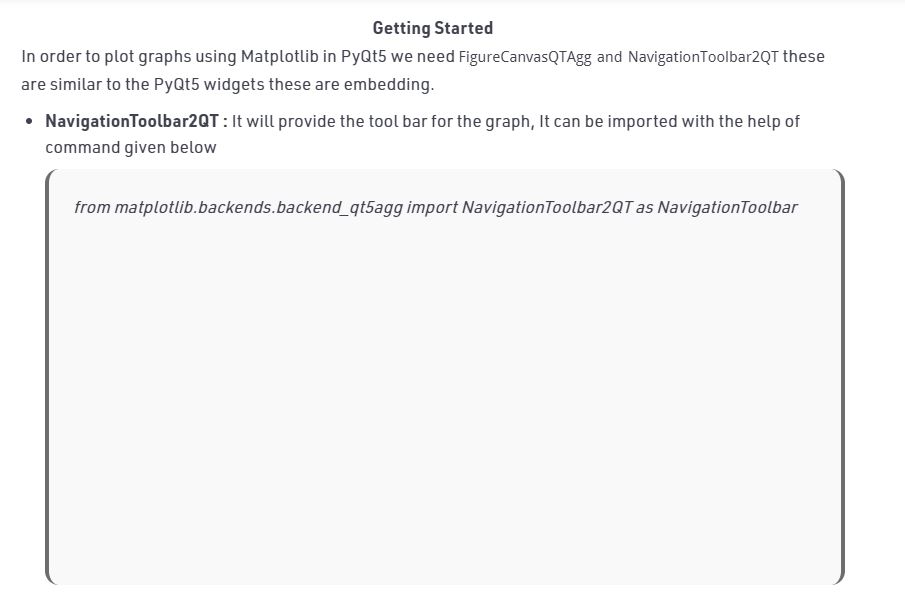 Getting Started
In order to plot graphs using Matplotlib in PyQt5 we need FigureCanvasQTAgg and NavigationToolbar2QT these
are similar to the PyQt5 widgets these are embedding.
• NavigationToolbar2QT : It will provide the tool bar for the graph, It can be imported with the help of
command given below
from matplotlib.backends.backend_qt5agg import NavigationToolbar2QT as NavigationToolbar